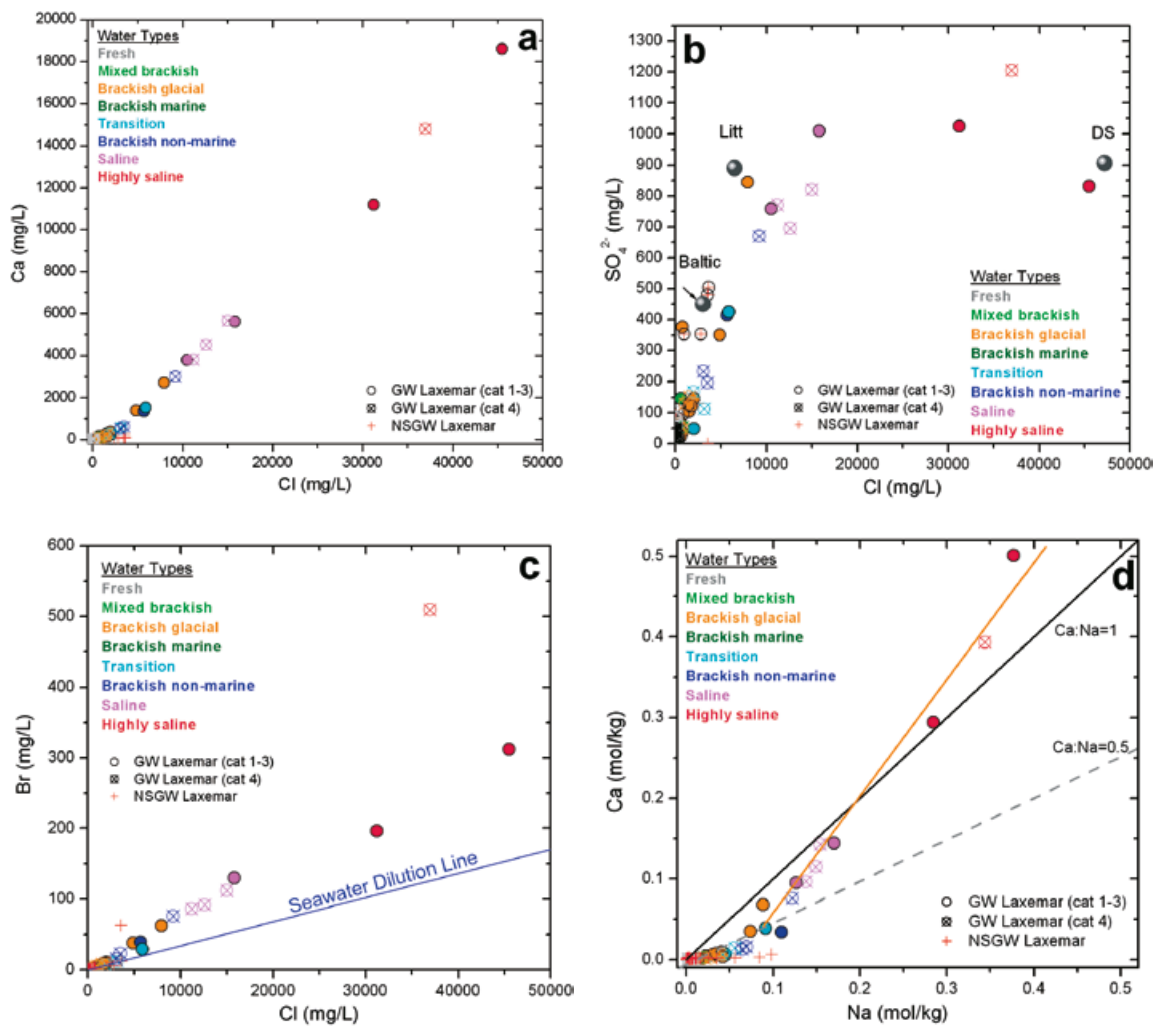 a
20000
18000
16000
14000
12000
10000
8000
6000
4000
2000
0
Ca (mg/L)
Water Types
Fresh
Mixed brackish
Brackish glacial
Brackish marine
Transition
Brackish non-marine
Saline
Highly saline
GW Laxemar (cat 1-3)
GW Laxemar (cat 4)
NSGW Laxemar
0 10000 20000 30000 40000 50000
Cl (mg/L)
b
1300
1200
1100
1000
900
800
700
600
500
400
300
200
100
0
SO₄²⁻ (mg/L)
Litt
DS
Baltic
Water Types
Fresh
Mixed brackish
Brackish glacial
Brackish marine
Transition
Brackish non-marine
Saline
Highly saline
GW Laxemar (cat 1-3)
GW Laxemar (cat 4)
NSGW Laxemar
0 10000 20000 30000 40000 50000
Cl (mg/L)
c
600
500
400
300
200
100
0
Br (mg/L)
Water Types
Fresh
Mixed brackish
Brackish glacial
Brackish marine
Transition
Brackish non-marine
Saline
Highly saline
GW Laxemar (cat 1-3)
GW Laxemar (cat 4)
NSGW Laxemar
Seawater Dilution Line
0 10000 20000 30000 40000 50000
Cl (mg/L)
d
0.5
0.4
0.3
0.2
0.1
0.0
Ca (mol/kg)
Water Types
Fresh
Mixed brackish
Brackish glacial
Brackish marine
Transition
Brackish non-marine
Saline
Highly saline
Ca:Na=1
Ca:Na=0.5
GW Laxemar (cat 1-3)
GW Laxemar (cat 4)
NSGW Laxemar
0.0 0.1 0.2 0.3 0.4 0.5
Na (mol/kg)